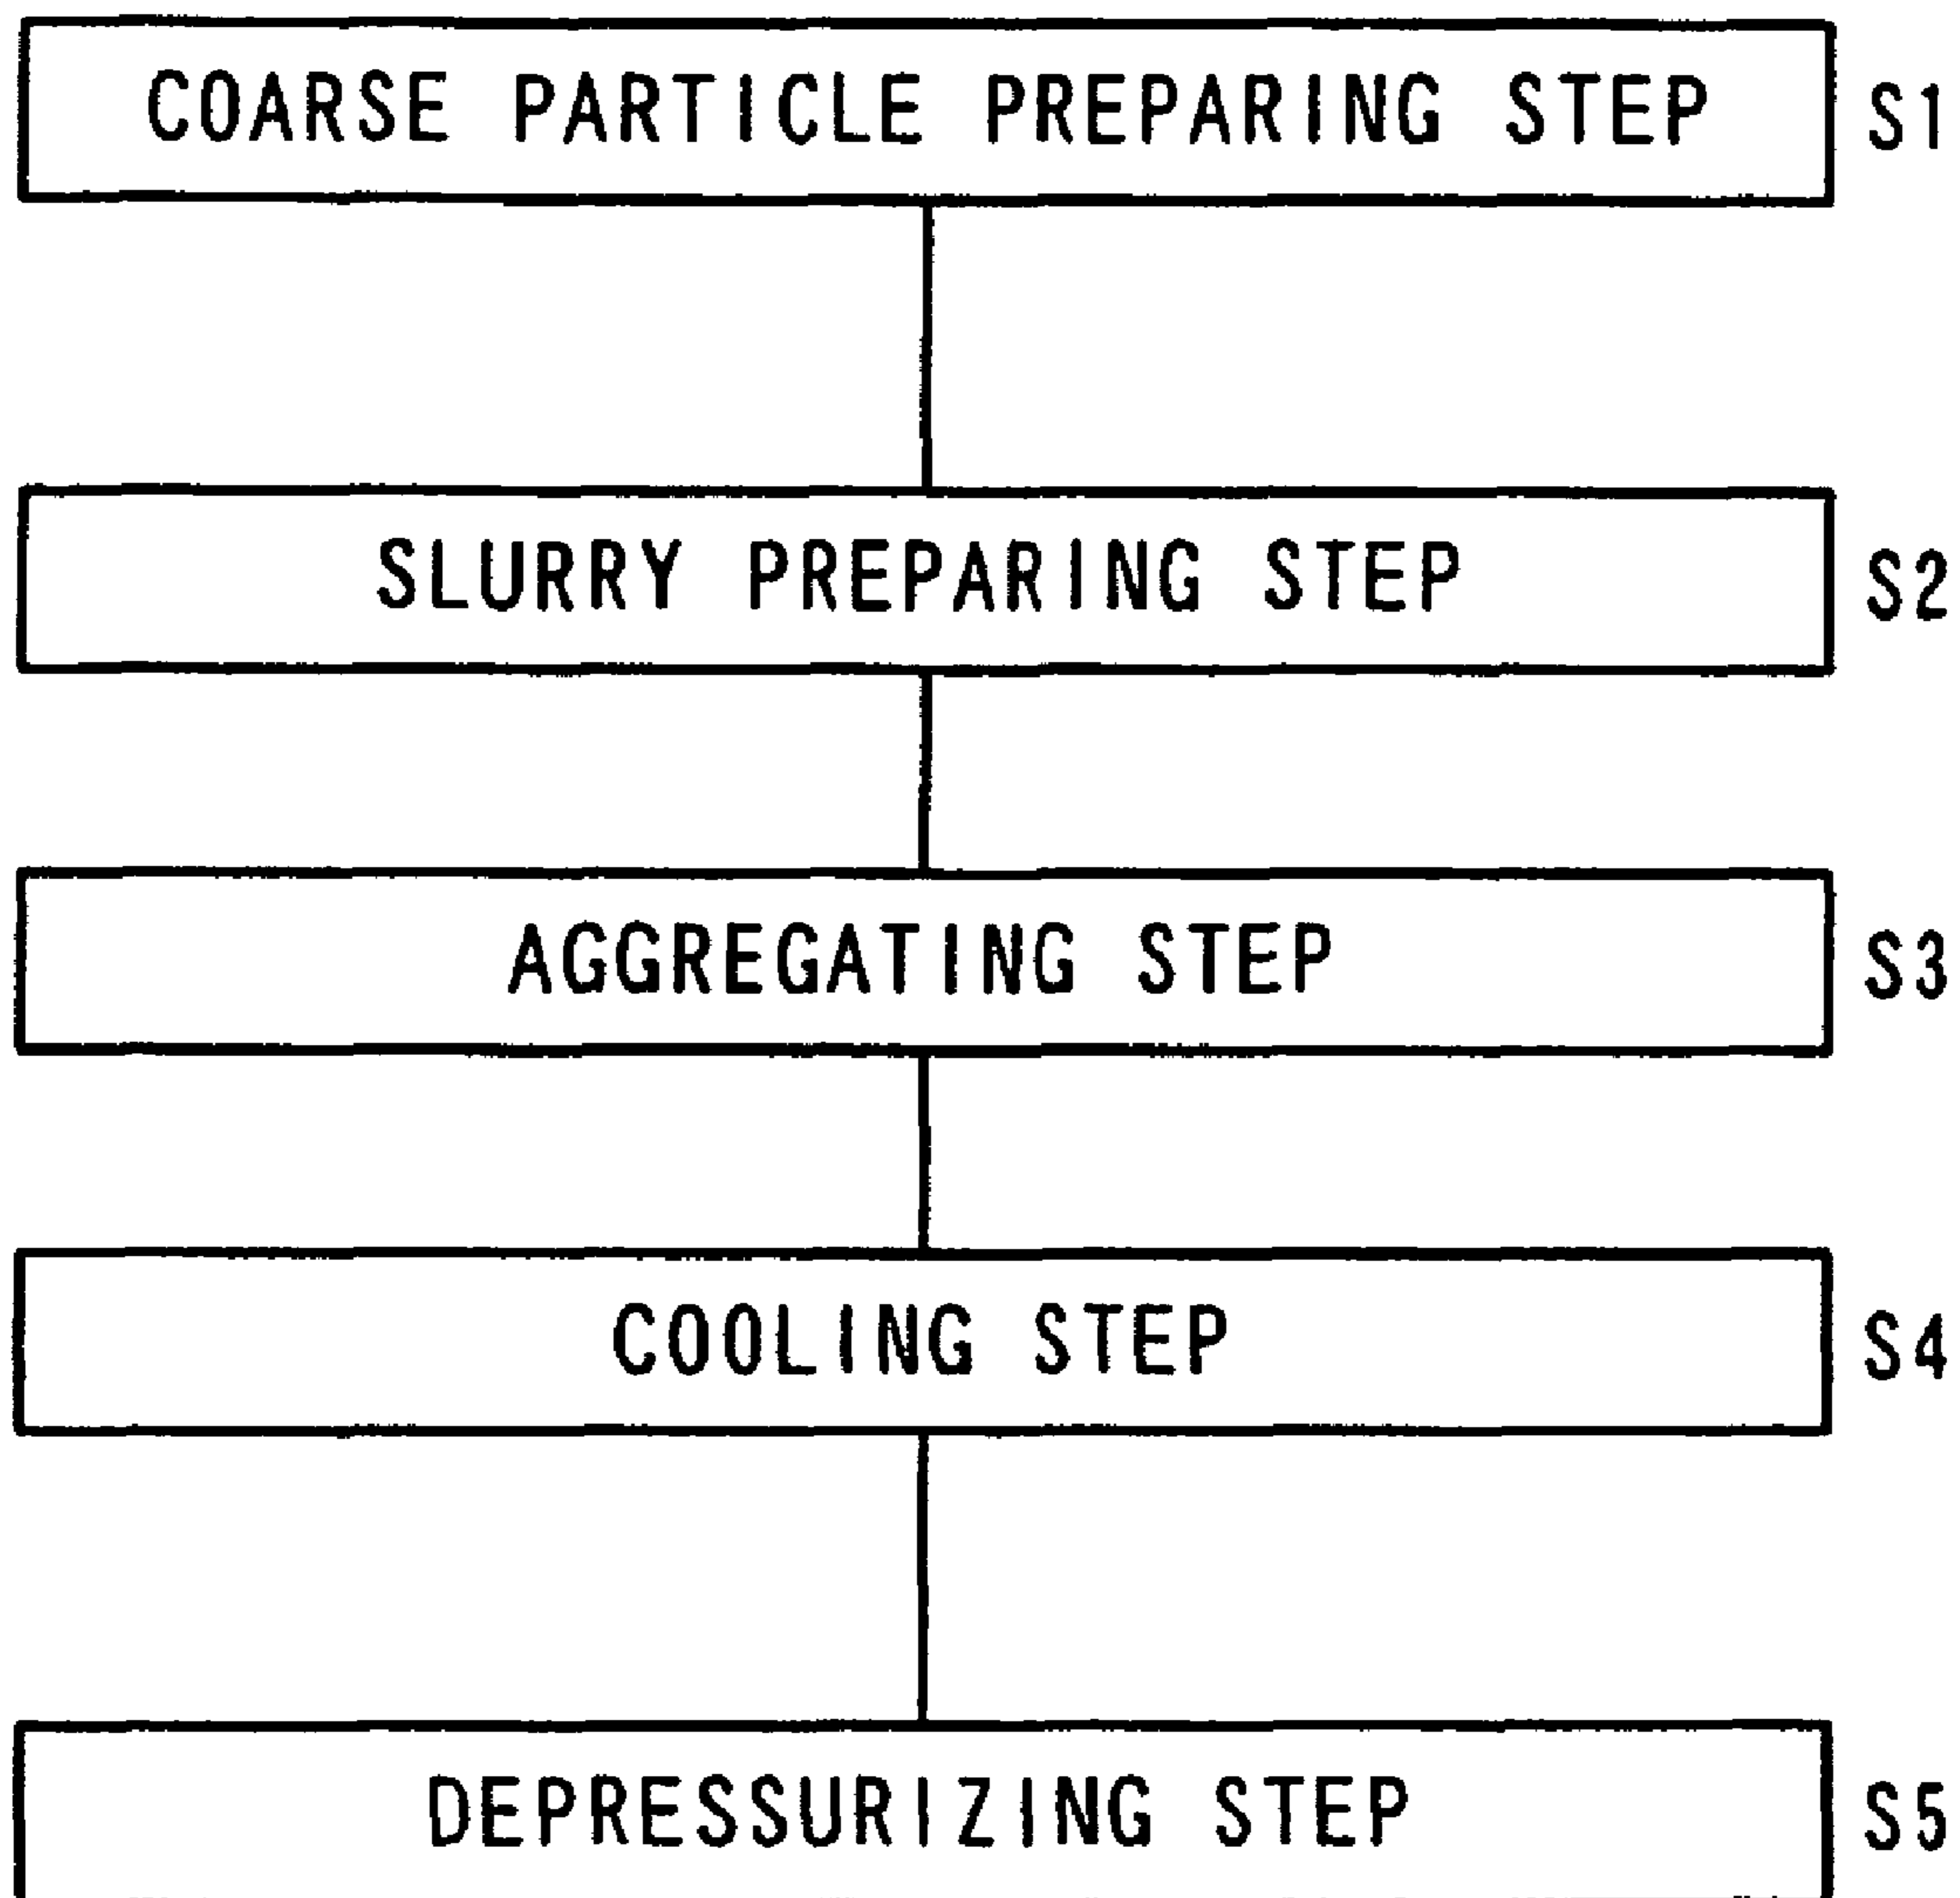 COARSE PARTICLE PREPARING STEP S1
SLURRY PREPARING STEP S2
AGGREGATING STEP S3
COOLING STEP S4
DEPRESSURIZING STEP S5